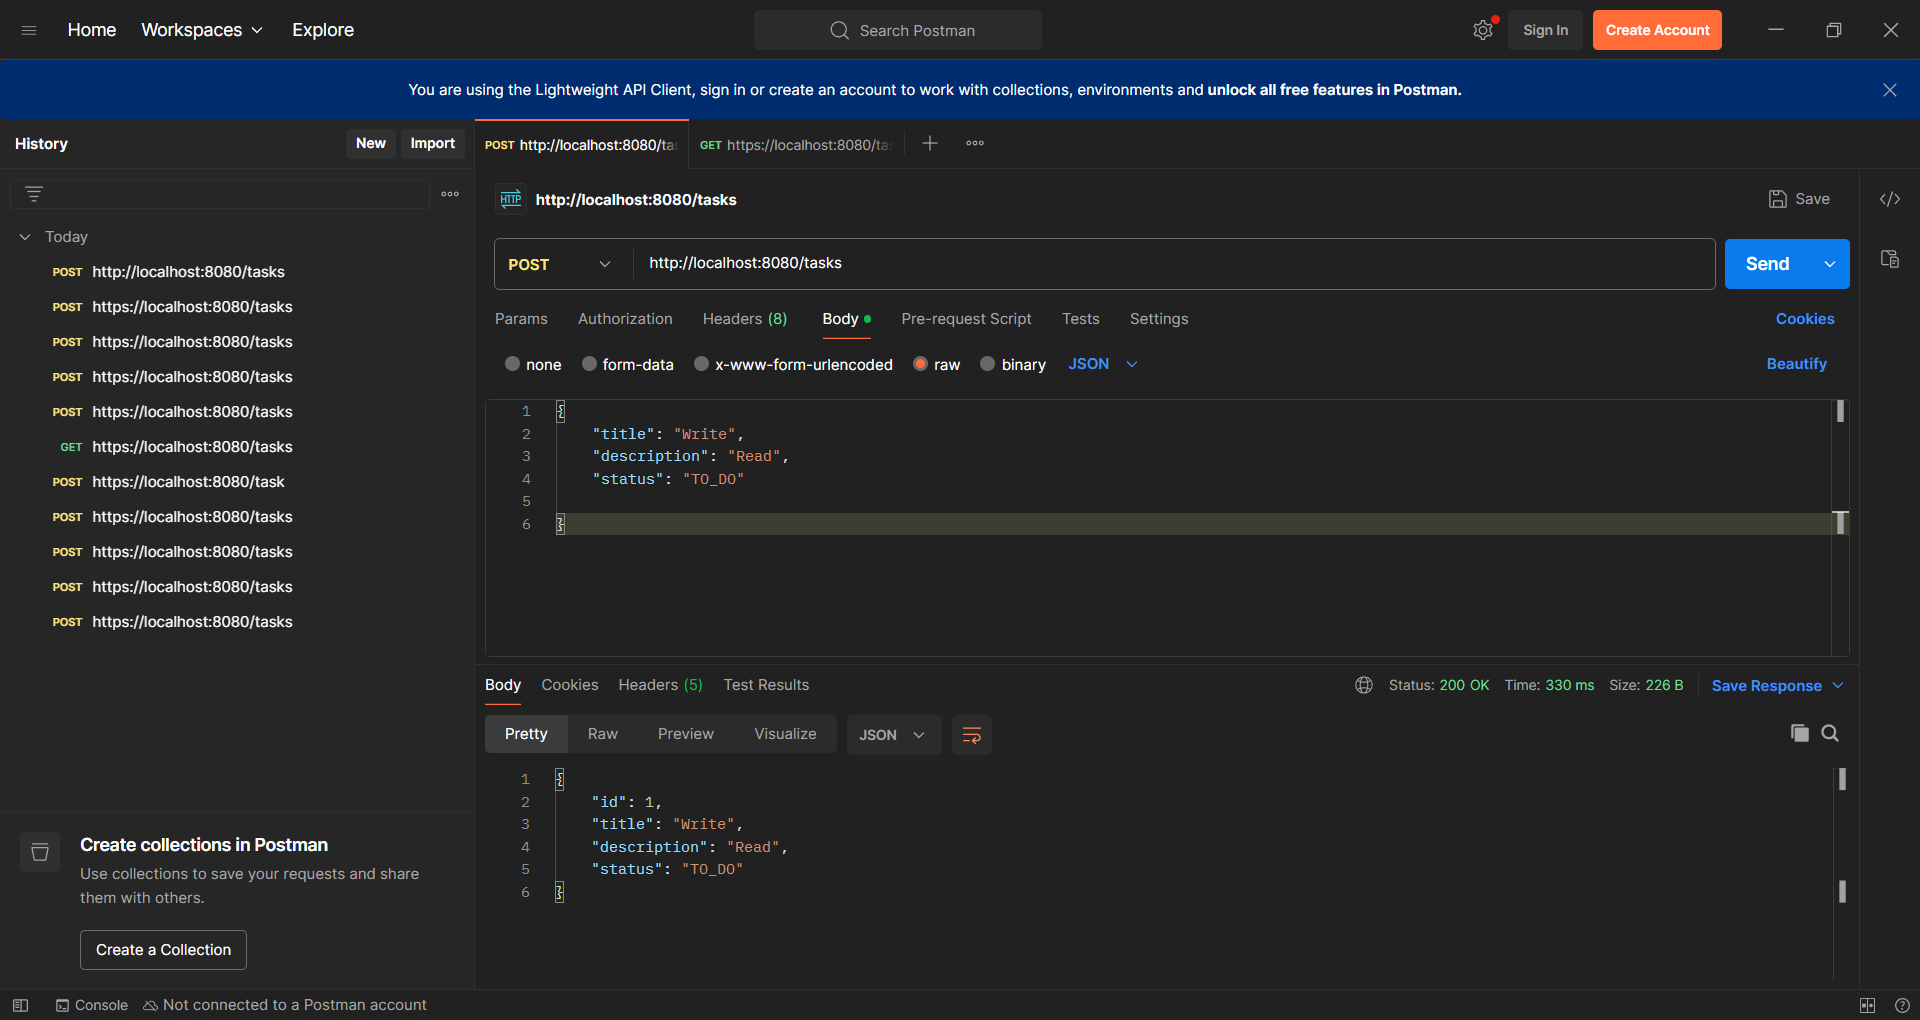 Home Workspaces Explore Search Postman Sign In Create Account
You are using the Lightweight API Client, sign in or create an account to work with collections, environments and unlock all free features in Postman.
History New Import
POST http://localhost:8080/ta GET https://localhost:8080/ta
HTTP http://localhost:8080/tasks Save </>
Today
POST http://localhost:8080/tasks
POST https://localhost:8080/tasks
POST https://localhost:8080/tasks
POST https://localhost:8080/tasks
POST https://localhost:8080/tasks
GET https://localhost:8080/tasks
POST https://localhost:8080/task
POST https://localhost:8080/tasks
POST https://localhost:8080/tasks
POST https://localhost:8080/tasks
POST https://localhost:8080/tasks
POST http://localhost:8080/tasks Send
Params Authorization Headers (8) Body Pre-request Script Tests Settings Cookies
none form-data x-www-form-urlencoded raw binary JSON Beautify
1 {
2 "title": "Write",
3 "description": "Read",
4 "status": "TO_DO"
5
6 }
Body Cookies Headers (5) Test Results Status: 200 OK Time: 330 ms Size: 226 B Save Response
Pretty Raw Preview Visualize JSON
1 {
2 "id": 1,
3 "title": "Write",
4 "description": "Read",
5 "status": "TO_DO"
6 }
Create collections in Postman
Use collections to save your requests and share
them with others.
Create a Collection
Console Not connected to a Postman account